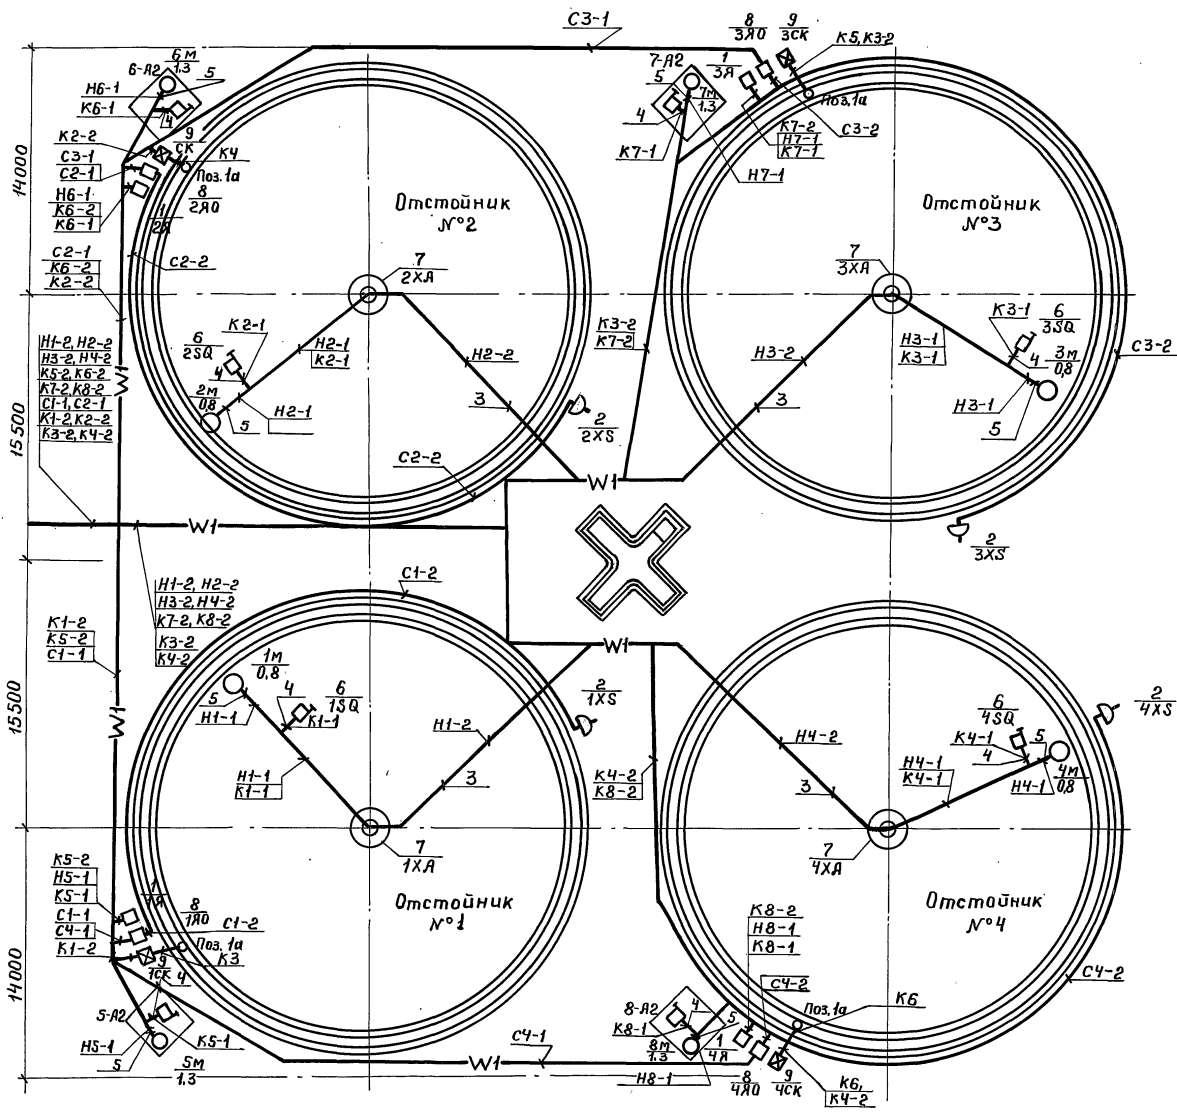 С3-1
8
3ЯО
9
3СК
К5, К3-2
6М
1,3
6-А2
5
Н6-1
К6-1
4
7-А2
1
3Я
5
7М
1,3
4
Поз.1а
К7-2
Н7-1
К7-1
С3-2
К7-1
Н7-1
9
СК
К2-2
К4
С3-1
С2-1
Поз.1а
8
2ЯО
Н6-1
К6-2
К6-1
1
2Я
14000
Отстойник
№2
Отстойник
№3
С2-1
К6-2
К2-2
С2-2
7
2ХА
7
3ХА
Н1-2, Н2-2
Н3-2, Н4-2
К5-2, К6-2
К7-2, К8-2
С1-1, С2-1
К1-2, К2-2
К3-2, К4-2
W1
6
2SQ
К2-1
Н2-1
К2-1
Н2-2
4
2М
0,8
Н2-1
5
3
К3-2
К7-2
Н3-2
3
Н3-1
К3-1
К3-1
6
3SQ
4
3М
0,8
Н3-1
5
С3-2
2
2XS
15500
С2-2
W1
W1
2
3XS
Н1-2, Н2-2
Н3-2, Н4-2
К7-2, К8-2
К3-2
К4-2
С1-2
К1-2
К5-2
С1-1
W1
15500
W1
1М
0,8
5
Н1-1
4
6
1SQ
К1-1
Н1-1
К1-1
Н1-2
3
2
1XS
К4-2
К8-2
Н4-2
3
6
4SQ
К4-1
4
5
Н4-1
К4-1
Н4-1
4М
0,8
2
4XS
7
1ХА
7
4ХА
Отстойник
№1
Отстойник
№4
К5-2
Н5-1
К5-1
С1-1
С4-1
К1-2
1
1Я
8
1ЯО
С1-2
Поз.1а
К3
9
1СК
4
14000
5-А2
Н5-1
5
5М
1,3
К5-1
W1
С4-1
К8-2
Н8-1
К8-1
С4-2
С4-2
8-А2
4
5
К8-1
8М
1,3
1
4Я
Н8-1
Поз.1а
К6
8
4ЯО
9
4СК
К6,
К4-2